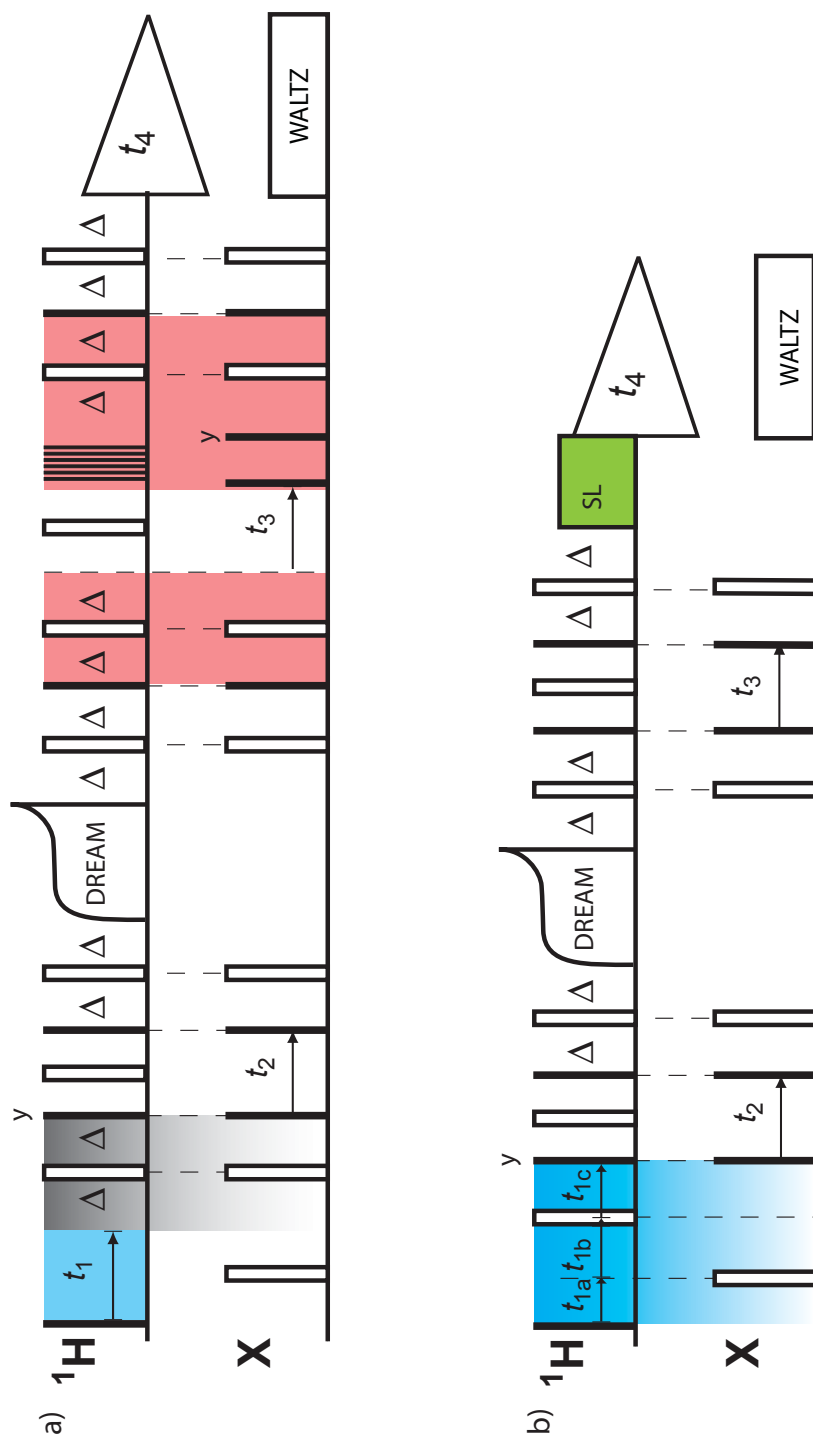 a)
y
¹H t₁ Δ Δ Δ Δ DREAM Δ Δ Δ Δ Δ Δ Δ Δ t₄
y
X t₂ t₃ WALTZ
b)
y
¹H t₁ₐ t₁b t₁c Δ Δ DREAM Δ Δ Δ Δ SL t₄
X t₂ t₃ WALTZ